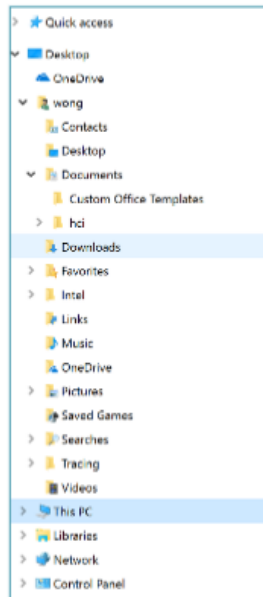 Quick access
Desktop
OneDrive
wong
Contacts
Desktop
Documents
Custom Office Templates
hci
Downloads
Favorites
Intel
Links
Music
OneDrive
Pictures
Saved Games
Searches
Tracing
Videos
This PC
Libraries
Network
Control Panel